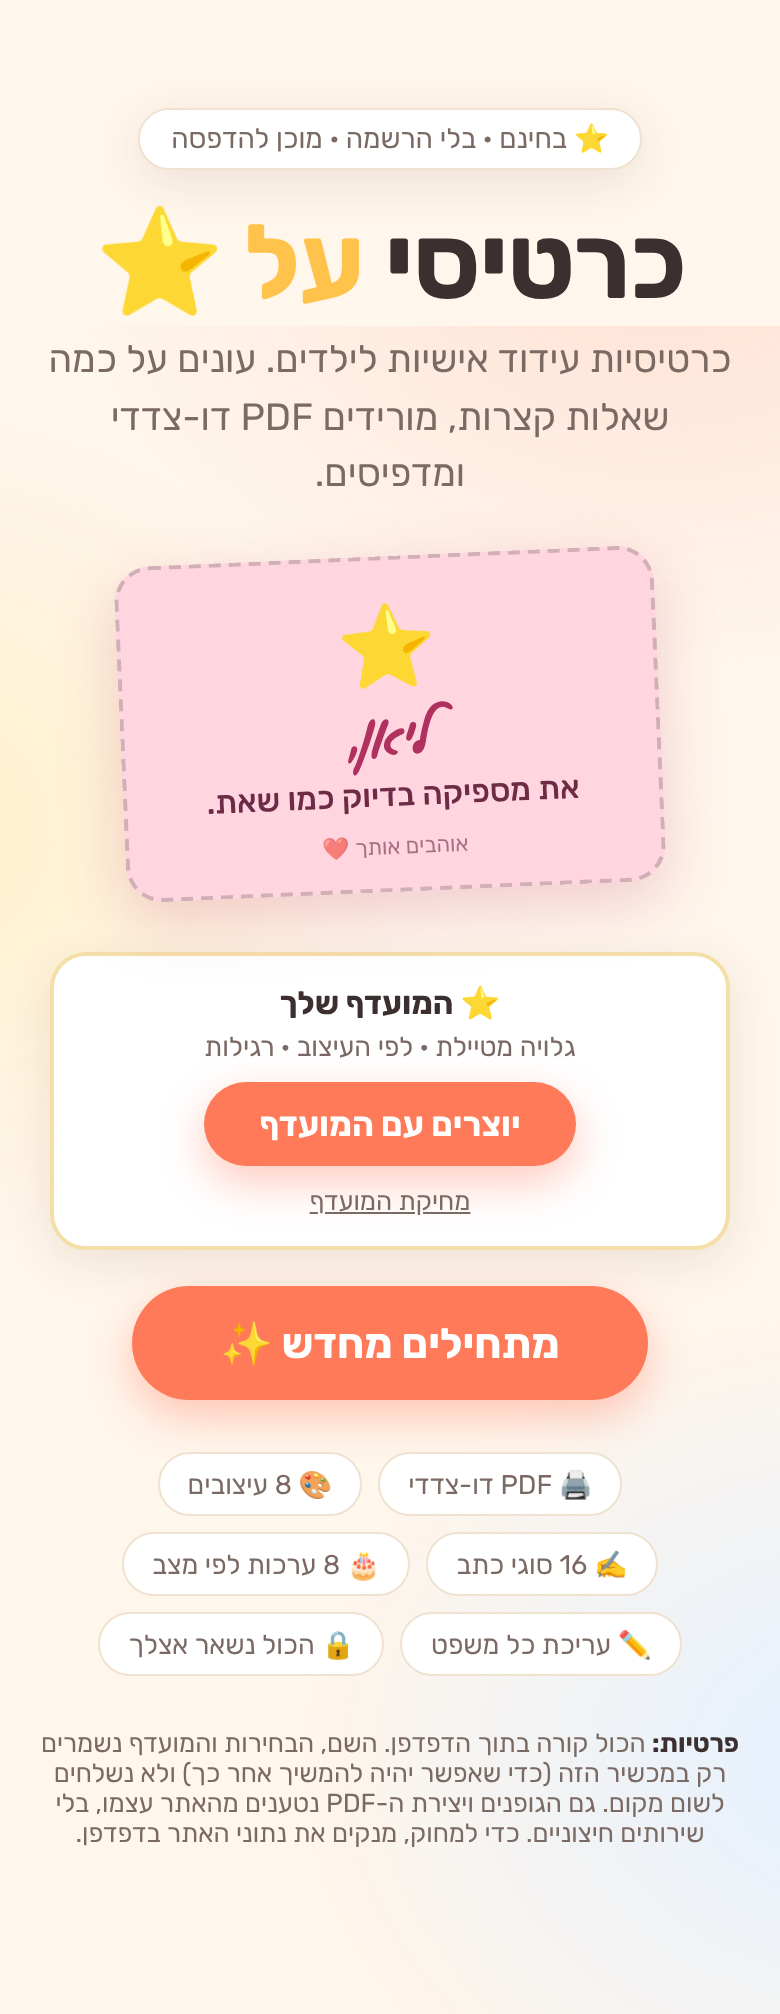 ⭐ בחינם • בלי הרשמה • מוכן להדפסה
כרטיסי על ⭐
כרטיסיות עידוד אישיות לילדים. עונים על כמה
שאלות קצרות, מורידים PDF דו-צדדי
ומדפיסים.
ליאני
את מספיקה בדיוק כמו שאת.
אוהבים אותך ❤️
⭐ המועדף שלך
גלויה מטיילת • לפי העיצוב • רגילות
יוצרים עם המועדף
מחיקת המועדף
מתחילים מחדש ✨
🖨️ PDF דו-צדדי
🎨 8 עיצובים
✍️ 16 סוגי כתב
🎂 8 ערכות לפי מצב
✏️ עריכת כל משפט
🔒 הכול נשאר אצלך
פרטיות: הכול קורה בתוך הדפדפן. השם, הבחירות והמועדף נשמרים
רק במכשיר הזה (כדי שאפשר יהיה להמשיך אחר כך) ולא נשלחים
לשום מקום. גם הגופנים ויצירת ה-PDF נטענים מהאתר עצמו, בלי
שירותים חיצוניים. כדי למחוק, מנקים את נתוני האתר בדפדפן.